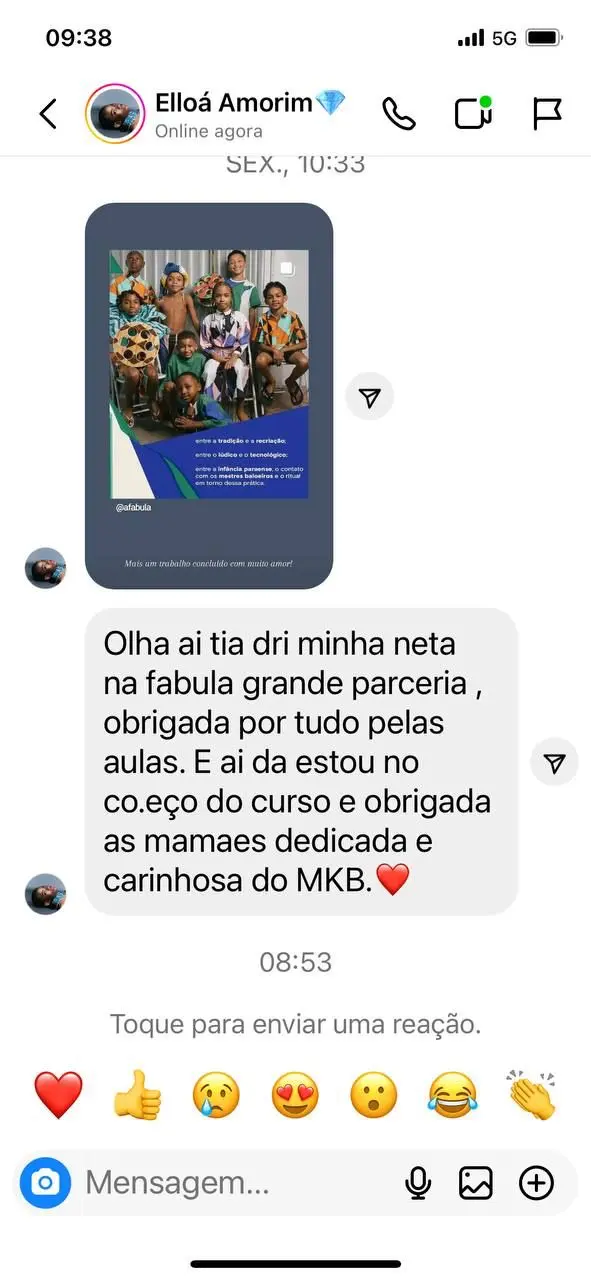 09:38
5G
Elloá Amorim💎
Online agora
SEX., 10:33
entre a tradição e a recriação;
entre o lúdico e o tecnológico;
entre a infância paraense, o contato
com os mestres baloeiros e o ritual
em torno dessa prática.
@afabula
Mais um trabalho concluído com muito amor!
Olha ai tia dri minha neta
na fabula grande parceria ,
obrigada por tudo pelas
aulas. E ai da estou no
co.eço do curso e obrigada
as mamaes dedicada e
carinhosa do MKB.❤️
08:53
Toque para enviar uma reação.
Mensagem...